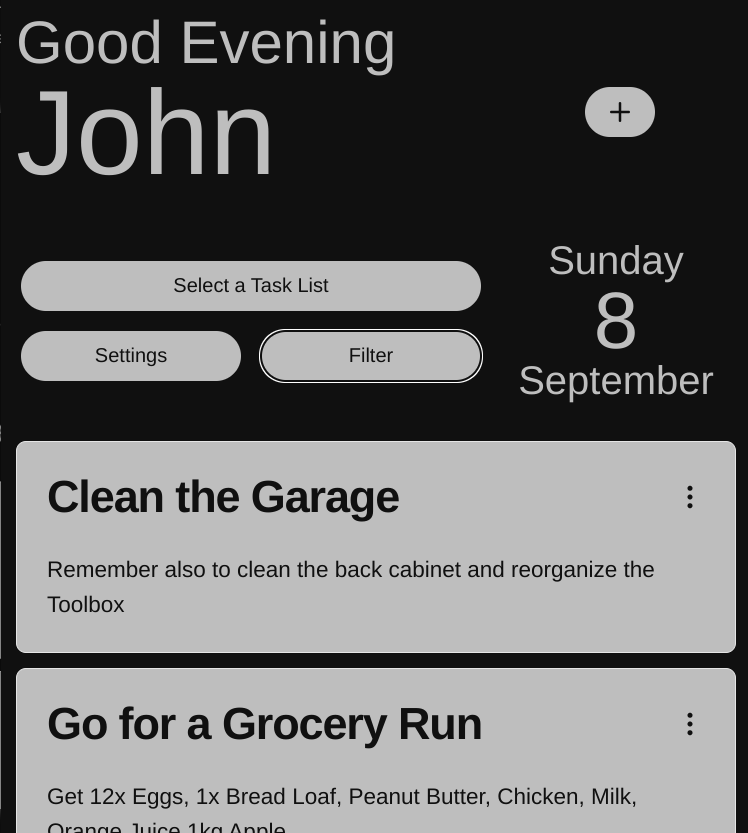 Good Evening
John
+
Select a Task List
Settings
Filter
Sunday
8
September
Clean the Garage
Remember also to clean the back cabinet and reorganize the
Toolbox
Go for a Grocery Run
Get 12x Eggs, 1x Bread Loaf, Peanut Butter, Chicken, Milk,
Orange Juice 1kg Apple